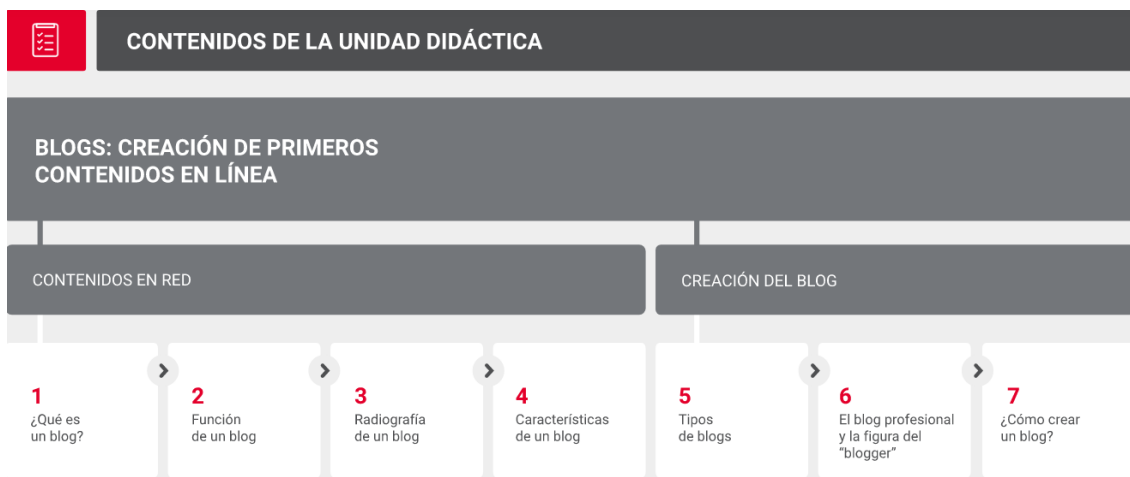 CONTENIDOS DE LA UNIDAD DIDÁCTICA
BLOGS: CREACIÓN DE PRIMEROS
CONTENIDOS EN LÍNEA
CONTENIDOS EN RED
CREACIÓN DEL BLOG
1
¿Qué es
un blog?
2
Función
de un blog
3
Radiografía
de un blog
4
Características
de un blog
5
Tipos
de blogs
6
El blog profesional
y la figura del
“blogger”
7
¿Cómo crear
un blog?